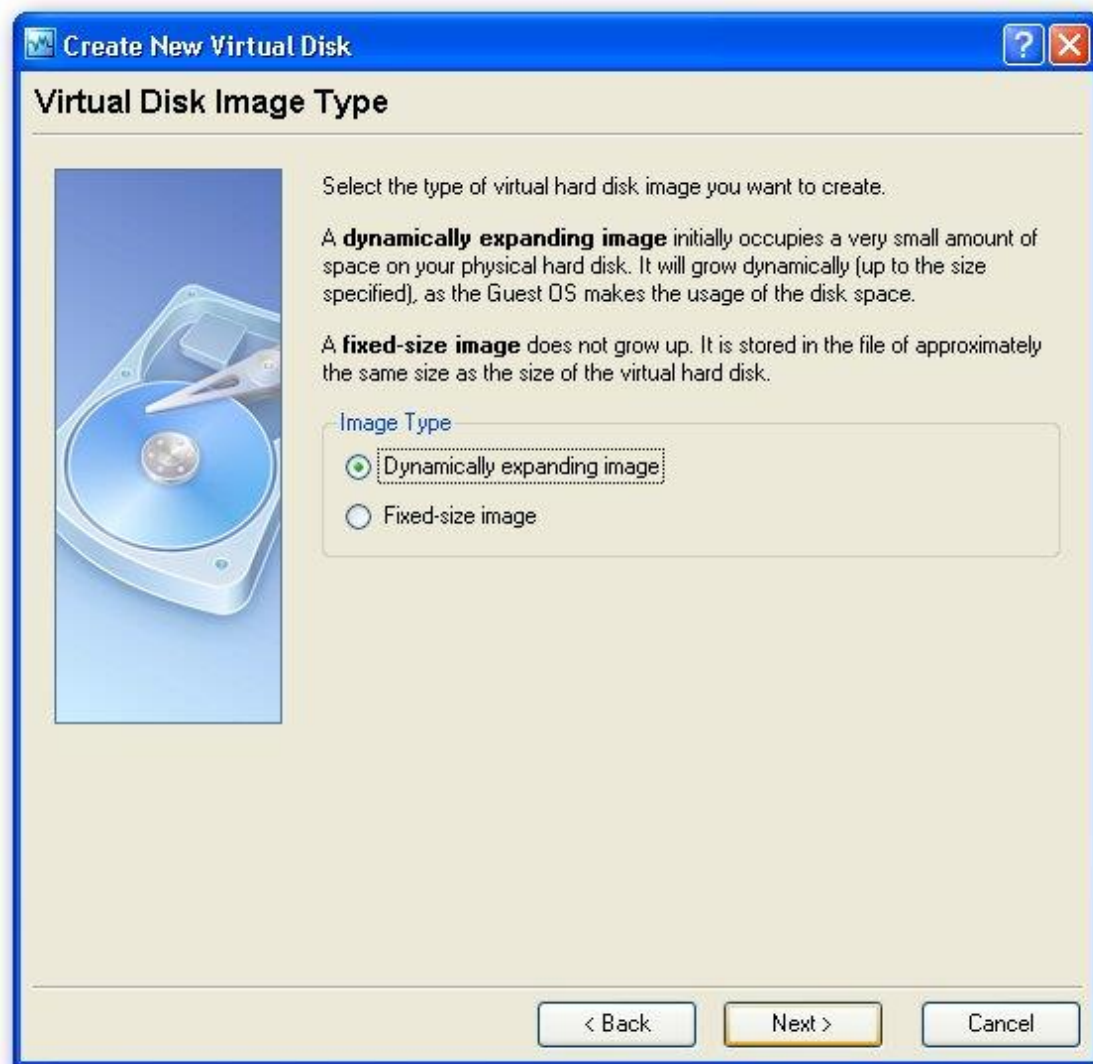 Create New Virtual Disk
Virtual Disk Image Type
Select the type of virtual hard disk image you want to create.
A dynamically expanding image initially occupies a very small amount of
space on your physical hard disk. It will grow dynamically (up to the size
specified), as the Guest OS makes the usage of the disk space.
A fixed-size image does not grow up. It is stored in the file of approximately
the same size as the size of the virtual hard disk.
Image Type
Dynamically expanding image
Fixed-size image
< Back
Next >
Cancel